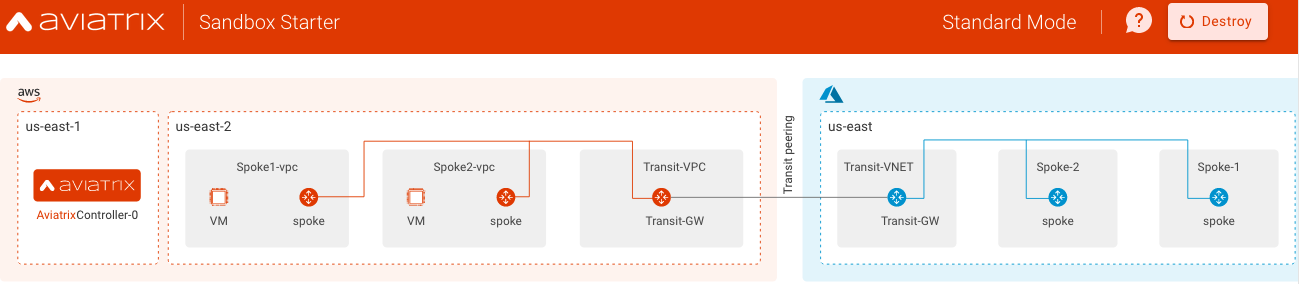 AVIATRIX Sandbox Starter Standard Mode ? Destroy
aws
us-east-1
AVIATRIX
AviatrixController-0
us-east-2
Spoke1-vpc
VM spoke
Spoke2-vpc
VM spoke
Transit-VPC
Transit-GW
Transit peering
us-east
Transit-VNET
Transit-GW
Spoke-2
spoke
Spoke-1
spoke